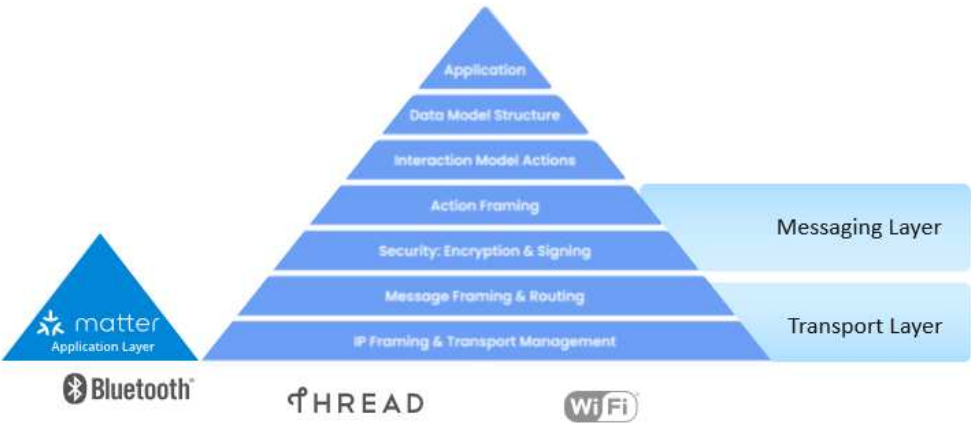 Application
Data Model Structure
Interaction Model Actions
Action Framing
Security: Encryption & Signing
Message Framing & Routing
IP Framing & Transport Management
Messaging Layer
Transport Layer
matter
Application Layer
Bluetooth
THREAD
WiFi